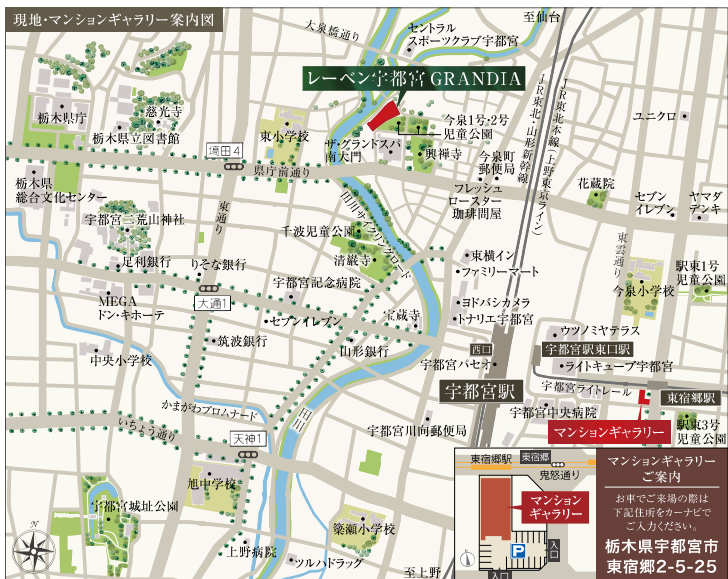 現地・マンションギャラリー案内図
大泉橋通り
セントラル
スポーツクラブ宇都宮
至仙台
レーベン宇都宮 GRANDIA
栃木県庁
慈光寺
栃木県立図書館
東小学校
今泉1号・2号
児童公園
ザ・グランドスパ
南大門
興禅寺
今泉町
郵便局
JR東北・山形新幹線
JR東北本線(上野東京ライン)
ユニクロ
塙田4
県庁前通り
栃木県
総合文化センター
フレッシュ
ロースター
珈琲問屋
花蔵院
セブン
イレブン
ヤマダ
デンキ
東通り
田川サイクリングロード
宇都宮二荒山神社
千波児童公園
清巌寺
東横イン
ファミリーマート
東雲通り
駅東1号
児童公園
今泉小学校
足利銀行
りそな銀行
大通1
宇都宮記念病院
MEGA
ドン・キホーテ
セブンイレブン
宝蔵寺
ヨドバシカメラ
トナリエ宇都宮
ウツノミヤテラス
宇都宮駅東口駅
ライトキューブ宇都宮
筑波銀行
山形銀行
西口
宇都宮パセオ
中央小学校
宇都宮駅
宇都宮ライトレール
東宿郷駅
かまがわプロムナード
田川
宇都宮中央病院
マンションギャラリー
駅東3号
児童公園
いちょう通り
天神1
宇都宮川向郵便局
旭中学校
宇都宮城址公園
簗瀬小学校
上野病院
ツルハドラッグ
至上野
N
東宿郷駅
東宿郷
鬼怒通り
マンション
ギャラリー
P
入口
入口
マンションギャラリー
ご案内
お車でご来場の際は
下記住所をカーナビで
ご入力ください。
栃木県宇都宮市
東宿郷2-5-25